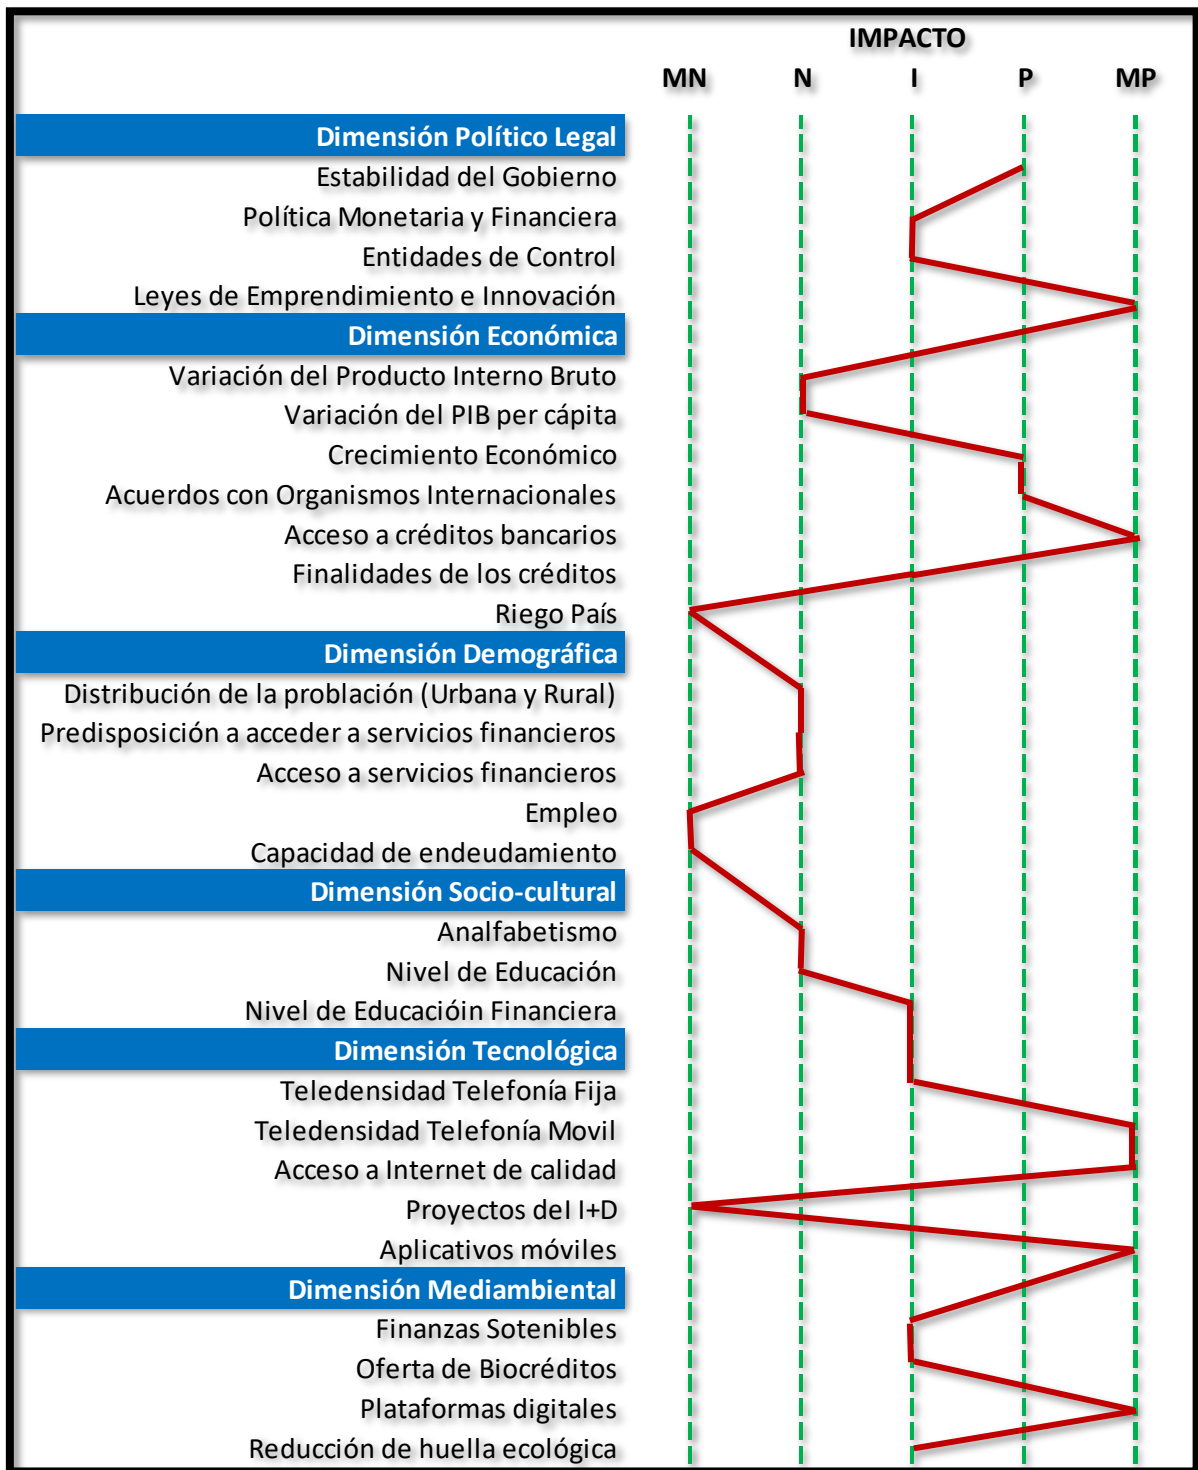 IMPACTO
MN N I P MP
Dimensión Político Legal
Estabilidad del Gobierno
Política Monetaria y Financiera
Entidades de Control
Leyes de Emprendimiento e Innovación
Dimensión Económica
Variación del Producto Interno Bruto
Variación del PIB per cápita
Crecimiento Económico
Acuerdos con Organismos Internacionales
Acceso a créditos bancarios
Finalidades de los créditos
Riego País
Dimensión Demográfica
Distribución de la problación (Urbana y Rural)
Predisposición a acceder a servicios financieros
Acceso a servicios financieros
Empleo
Capacidad de endeudamiento
Dimensión Socio-cultural
Analfabetismo
Nivel de Educación
Nivel de Educacióin Financiera
Dimensión Tecnológica
Teledensidad Telefonía Fija
Teledensidad Telefonía Movil
Acceso a Internet de calidad
Proyectos del I+D
Aplicativos móviles
Dimensión Mediambiental
Finanzas Sotenibles
Oferta de Biocréditos
Plataformas digitales
Reducción de huella ecológica